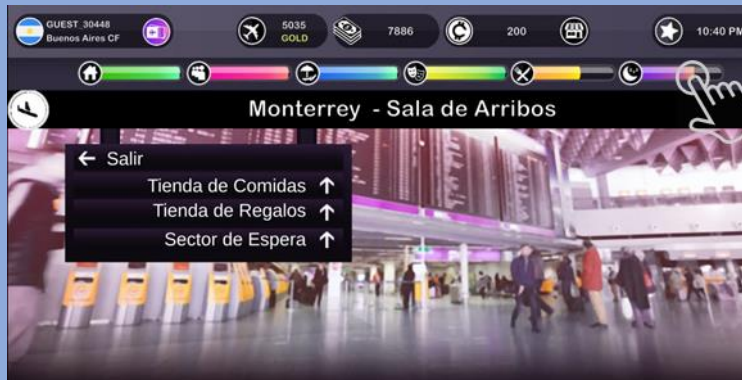 GUEST_30448
Buenos Aires CF
5035
GOLD
7886
200
10:40 PM
Monterrey - Sala de Arribos
← Salir
Tienda de Comidas ↑
Tienda de Regalos ↑
Sector de Espera ↑